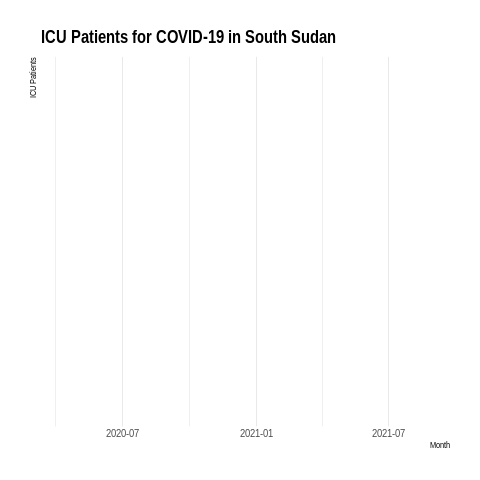 ICU Patients for COVID-19 in South Sudan
ICU Patients
2020-07
2021-01
2021-07
Month